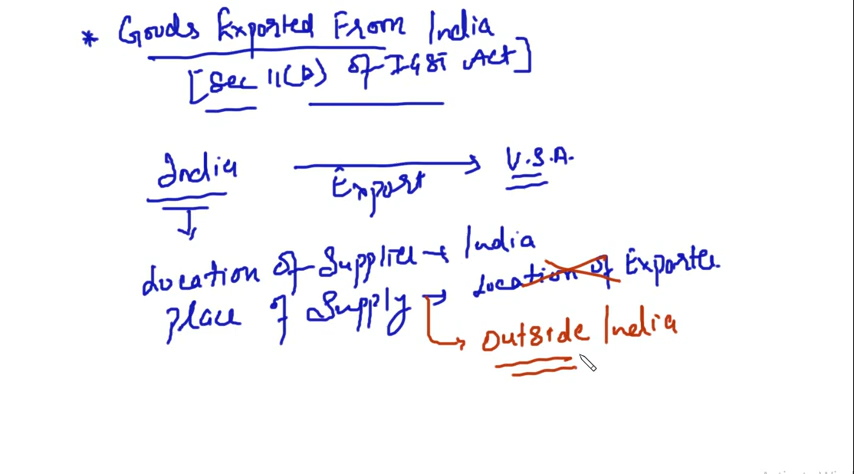 * Goods Exported From India
[Sec 11(b) of IGST Act]
India Export U.S.A.
Location of Supplier → India
Place of Supply → Location of Exporter
Outside India